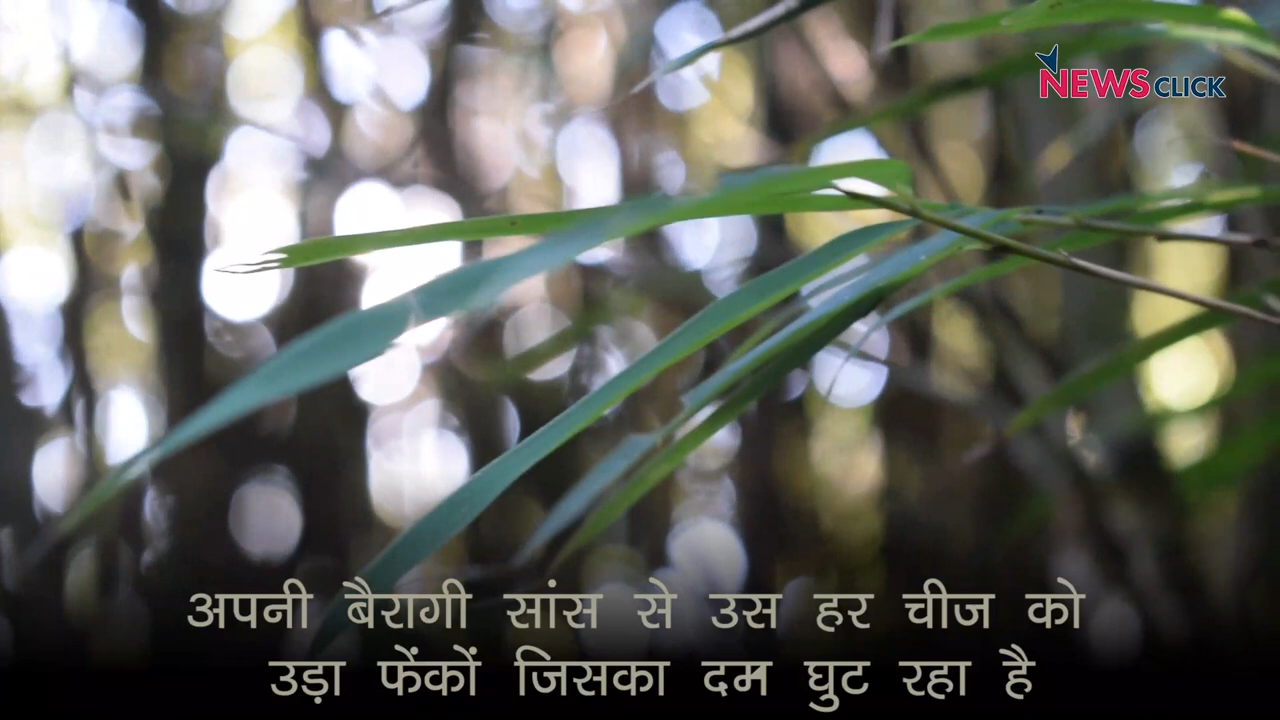 NEWSCLICK
अपनी बैरागी सांस से उस हर चीज को
उड़ा फेंकों जिसका दम घुट रहा है